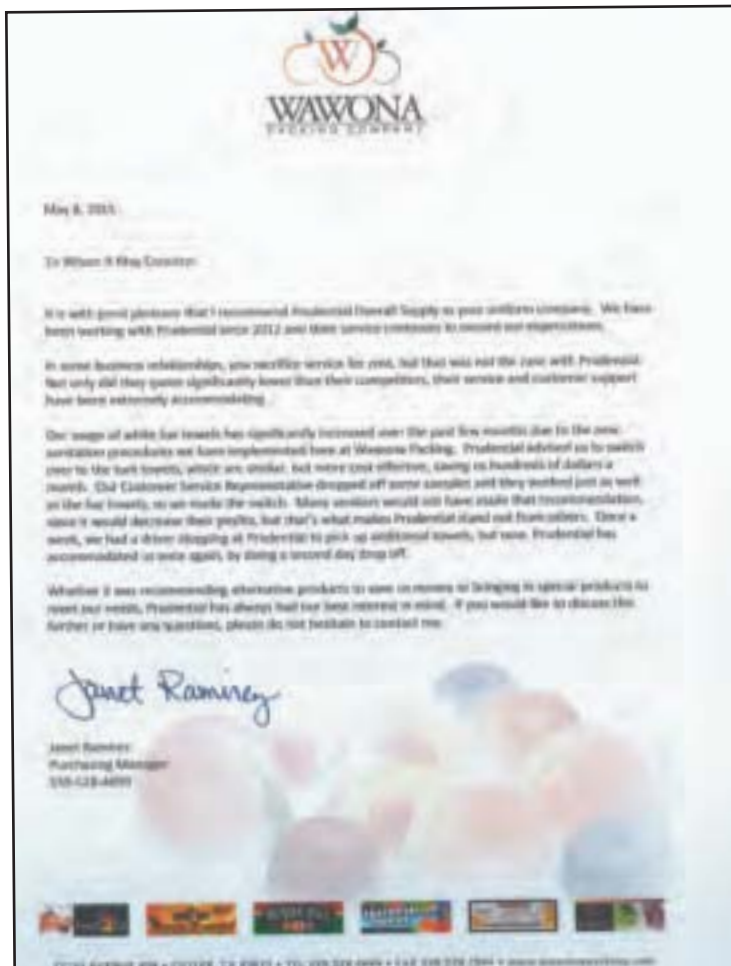 W
WAWONA
PACKING COMPANY
May 8,
To Whom It May Concern:
It is with great pleasure that I recommend Prudential Overall Supply as your uniform company. We have
been working with Prudential since 2012 and their service continues to exceed our expectations.
In some business relationships, you sacrifice service for cost, but that was not the case with Prudential.
Not only did they quote significantly lower than their competitors, their service and customer support
have been extremely accommodating.
Our usage of white bar towels has significantly increased over the past few months due to the new
sanitation procedures we have implemented here at Wawona Packing. Prudential advised us to switch
over to the turk towels, which are similar, but more cost effective, saving us hundreds of dollars a
month. Our Customer Service Representative dropped off some samples and they worked just as well
as the bar towels, so we made the switch. Many vendors would not have made that recommendation,
since it would decrease their profits, but that's what makes Prudential stand out from others. Once a
week, we had a driver stopping at Prudential to pick up additional towels, but now Prudential has
accommodated us once again, by doing a second day drop off.
Whether it was recommending alternative products to save us money or bringing in special products to
meet our needs, Prudential has always had our best interest in mind. If you would like to discuss this
further or have any questions, please do not hesitate to contact me.
Janet Ramirez
Janet Ramirez
Purchasing Manager
WAWONA